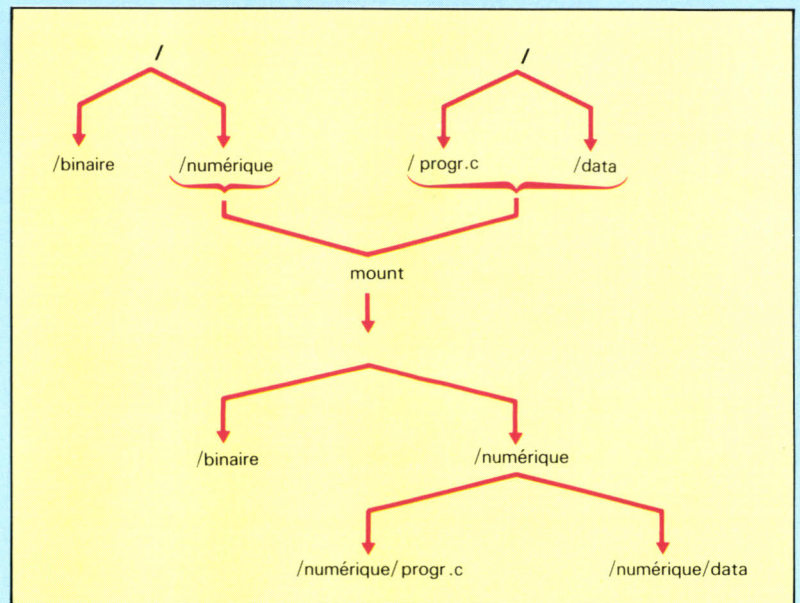 / /
/binaire /numérique / progr.c /data
mount
/binaire /numérique
/numérique/ progr.c /numérique/data